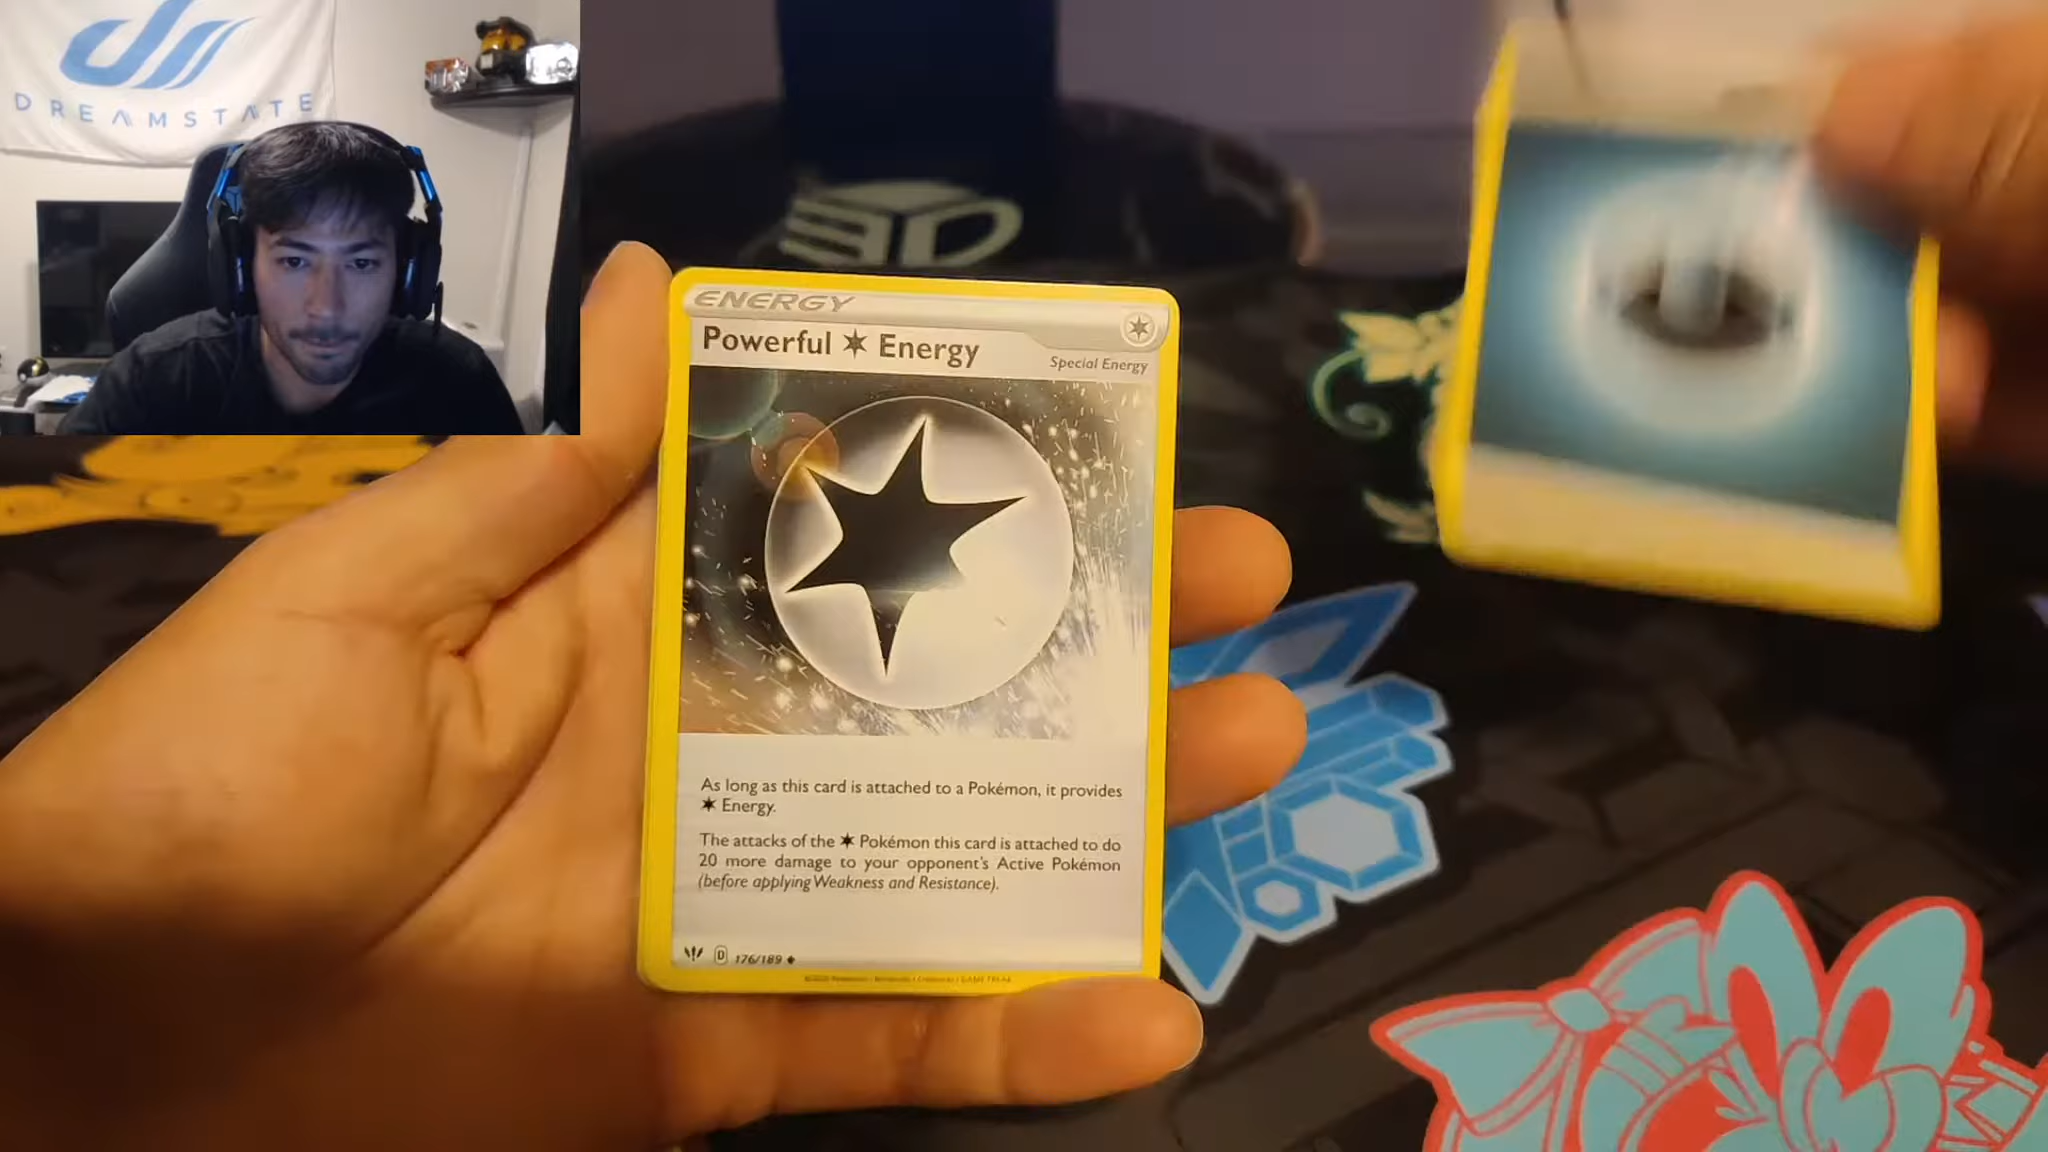 DREAMSTATE
3D
ENERGY
Powerful Energy
Special Energy
As long as this card is attached to a Pokémon, it provides
Energy.
The attacks of the Pokémon this card is attached to do
20 more damage to your opponent's Active Pokémon
(before applying Weakness and Resistance).
D 176/189